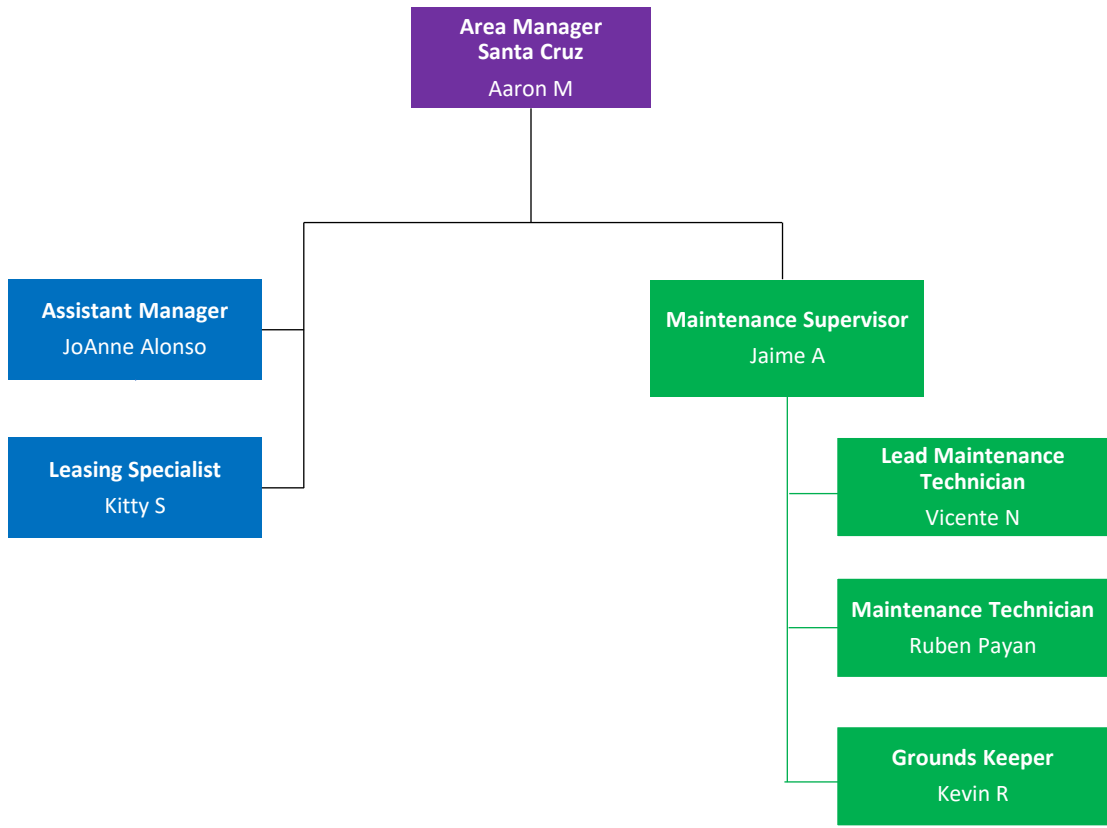 Area Manager
Santa Cruz
Aaron M
Assistant Manager
JoAnne Alonso
Leasing Specialist
Kitty S
Maintenance Supervisor
Jaime A
Lead Maintenance
Technician
Vicente N
Maintenance Technician
Ruben Payan
Grounds Keeper
Kevin R